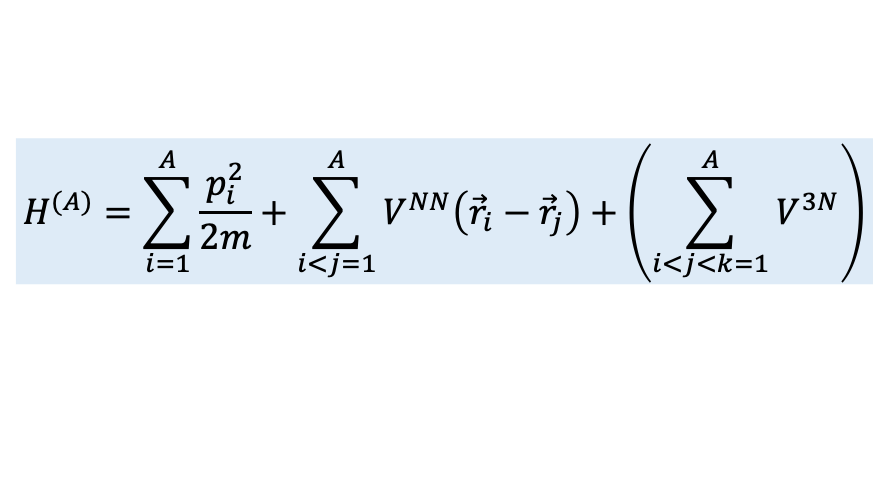 $H^{(A)} = \sum_{i=1}^{A} \frac{p_i^2}{2m} + \sum_{i<j=1}^{A} V^{NN}(\vec{r}_i - \vec{r}_j) + \left( \sum_{i<j<k=1}^{A} V^{3N} \right)$